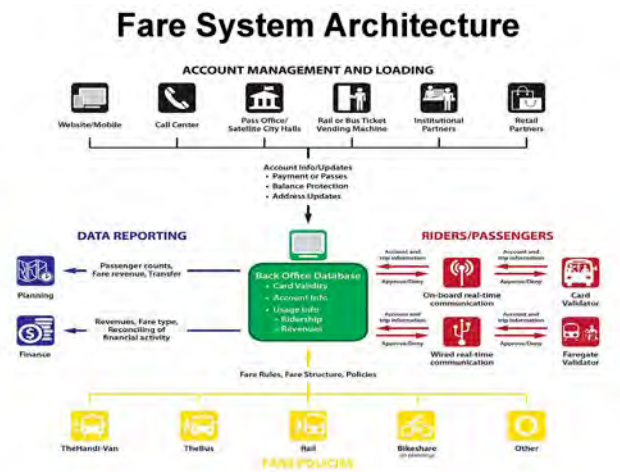 Fare System Architecture
ACCOUNT MANAGEMENT AND LOADING
Website/Mobile
Call Center
Pass Office/
Satellite City Halls
Rail or Bus Ticket
Vending Machine
Institutional
Partners
Retail
Partners
Account Info/Updates
• Payment or Passes
• Balance Protection
• Address Updates
DATA REPORTING
RIDERS/PASSENGERS
Planning
Passenger counts,
Fare revenue, Transfer
Finance
Revenues, Fare type,
Reconciling of
financial activity
Back Office Database
• Card Validity
• Account Info
• Usage Info
– Ridership
– Revenues
Account and
trip information
Approve/Deny
On-board real-time
communication
Account and
trip information
Approve/Deny
Card
Validator
Account and
trip information
Approve/Deny
Wired real-time
communication
Account and
trip information
Approve/Deny
Faregate
Validator
Fare Rules, Fare Structure, Policies
TheHandi-Van
TheBus
Rail
Bikeshare
Other
FARE POLICIES